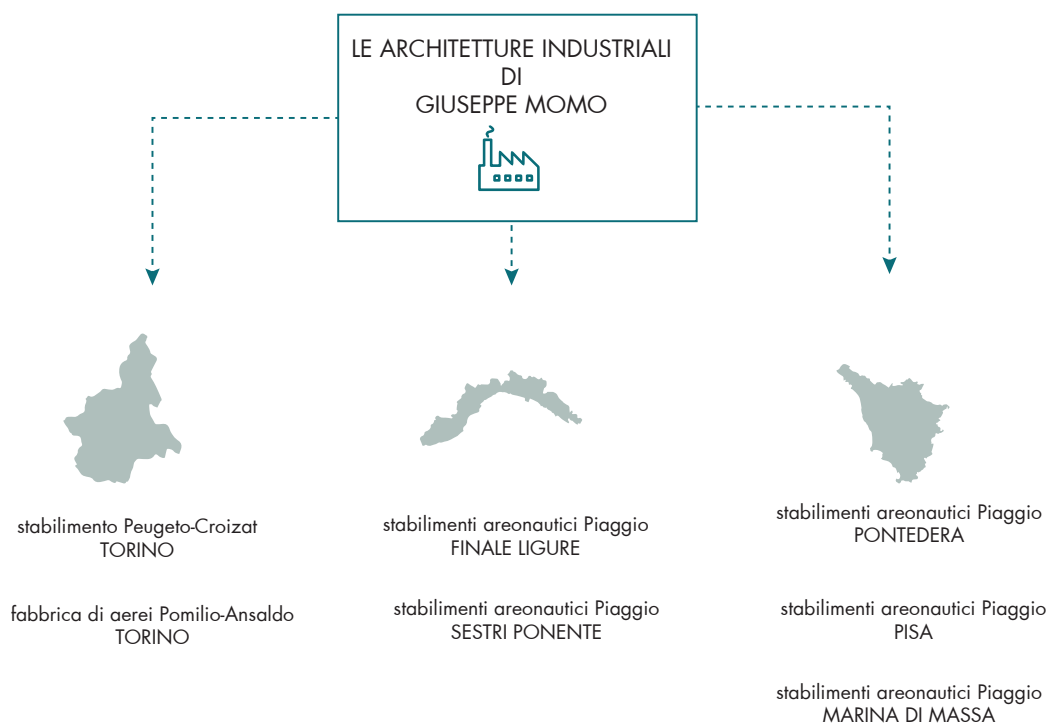 LE ARCHITETTURE INDUSTRIALI
DI
GIUSEPPE MOMO
stabilimento Peugeto-Croizat
TORINO
fabbrica di aerei Pomilio-Ansaldo
TORINO
stabilimenti areonautici Piaggio
FINALE LIGURE
stabilimenti areonautici Piaggio
SESTRI PONENTE
stabilimenti areonautici Piaggio
PONTEDERA
stabilimenti areonautici Piaggio
PISA
stabilimenti areonautici Piaggio
MARINA DI MASSA